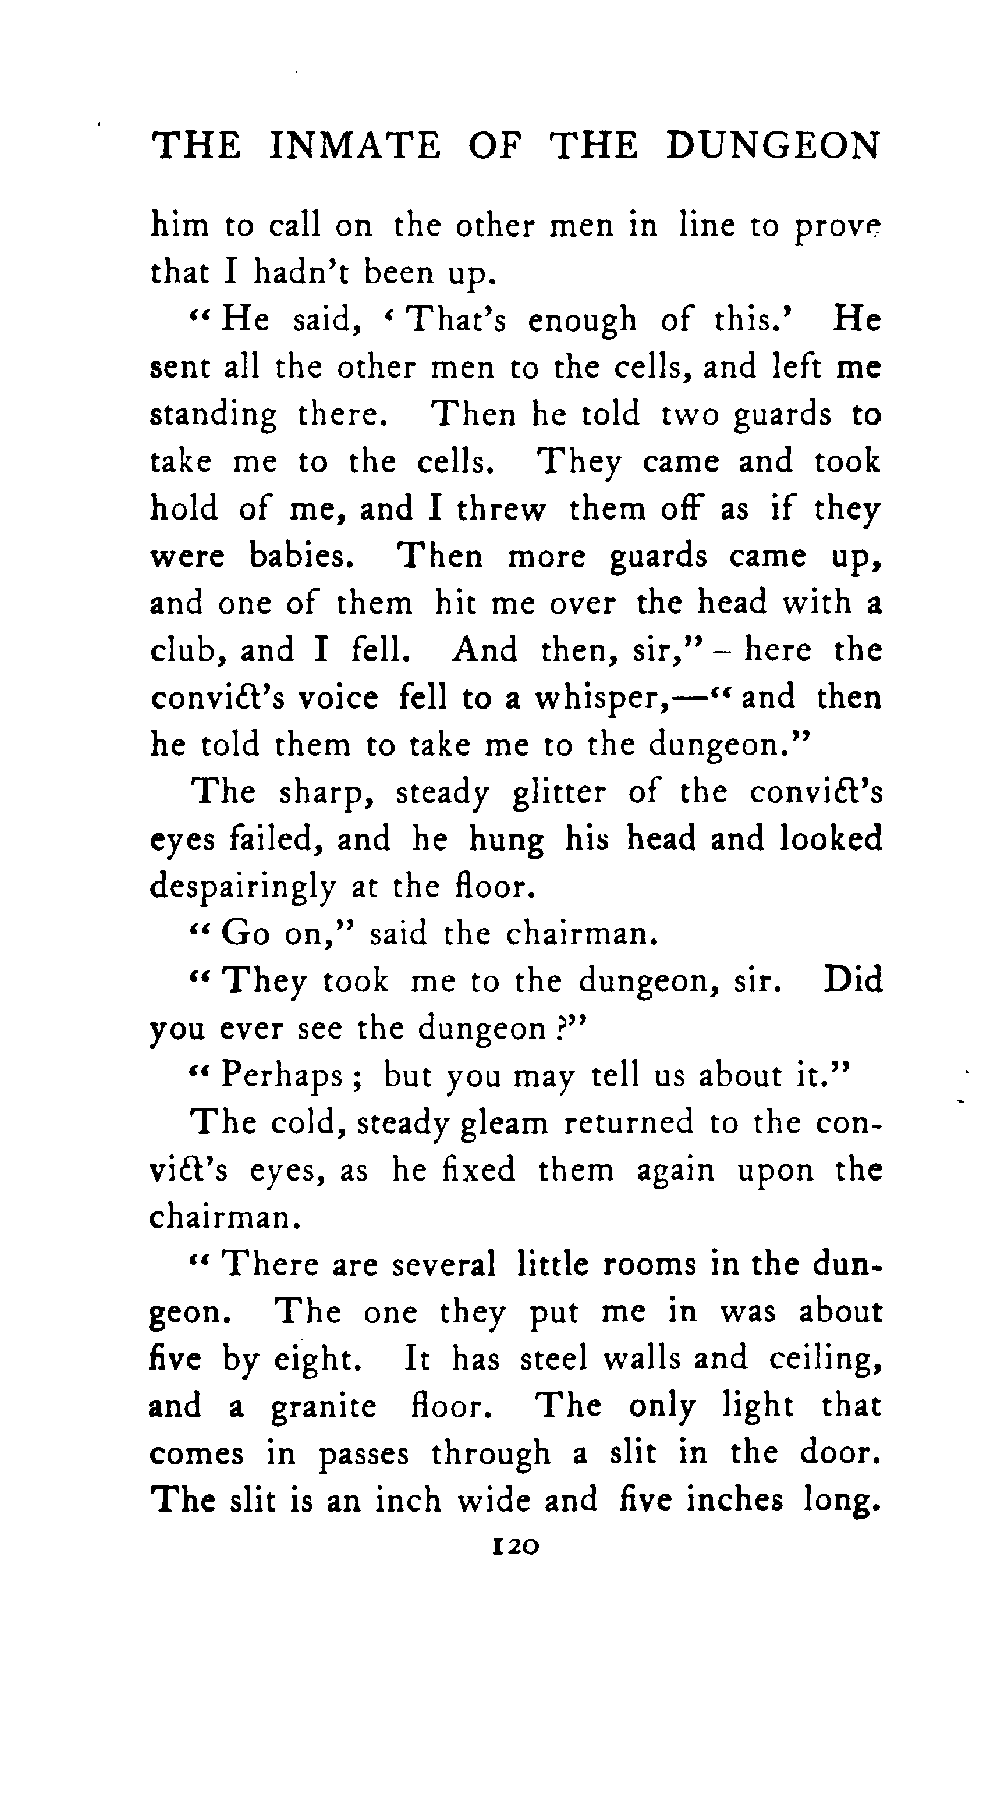 THE INMATE OF THE DUNGEON
him to call on the other men in line to prove
that I hadn't been up.
“ He said, ‘ That's enough of this.’ He
sent all the other men to the cells, and left me
standing there. Then he told two guards to
take me to the cells. They came and took
hold of me, and I threw them off as if they
were babies. Then more guards came up,
and one of them hit me over the head with a
club, and I fell. And then, sir,” – here the
convict's voice fell to a whisper,—“ and then
he told them to take me to the dungeon.”
The sharp, steady glitter of the convict's
eyes failed, and he hung his head and looked
despairingly at the floor.
“ Go on,” said the chairman.
“ They took me to the dungeon, sir. Did
you ever see the dungeon ?”
“ Perhaps ; but you may tell us about it.”
The cold, steady gleam returned to the con-
vict's eyes, as he fixed them again upon the
chairman.
“ There are several little rooms in the dun-
geon. The one they put me in was about
five by eight. It has steel walls and ceiling,
and a granite floor. The only light that
comes in passes through a slit in the door.
The slit is an inch wide and five inches long.
120